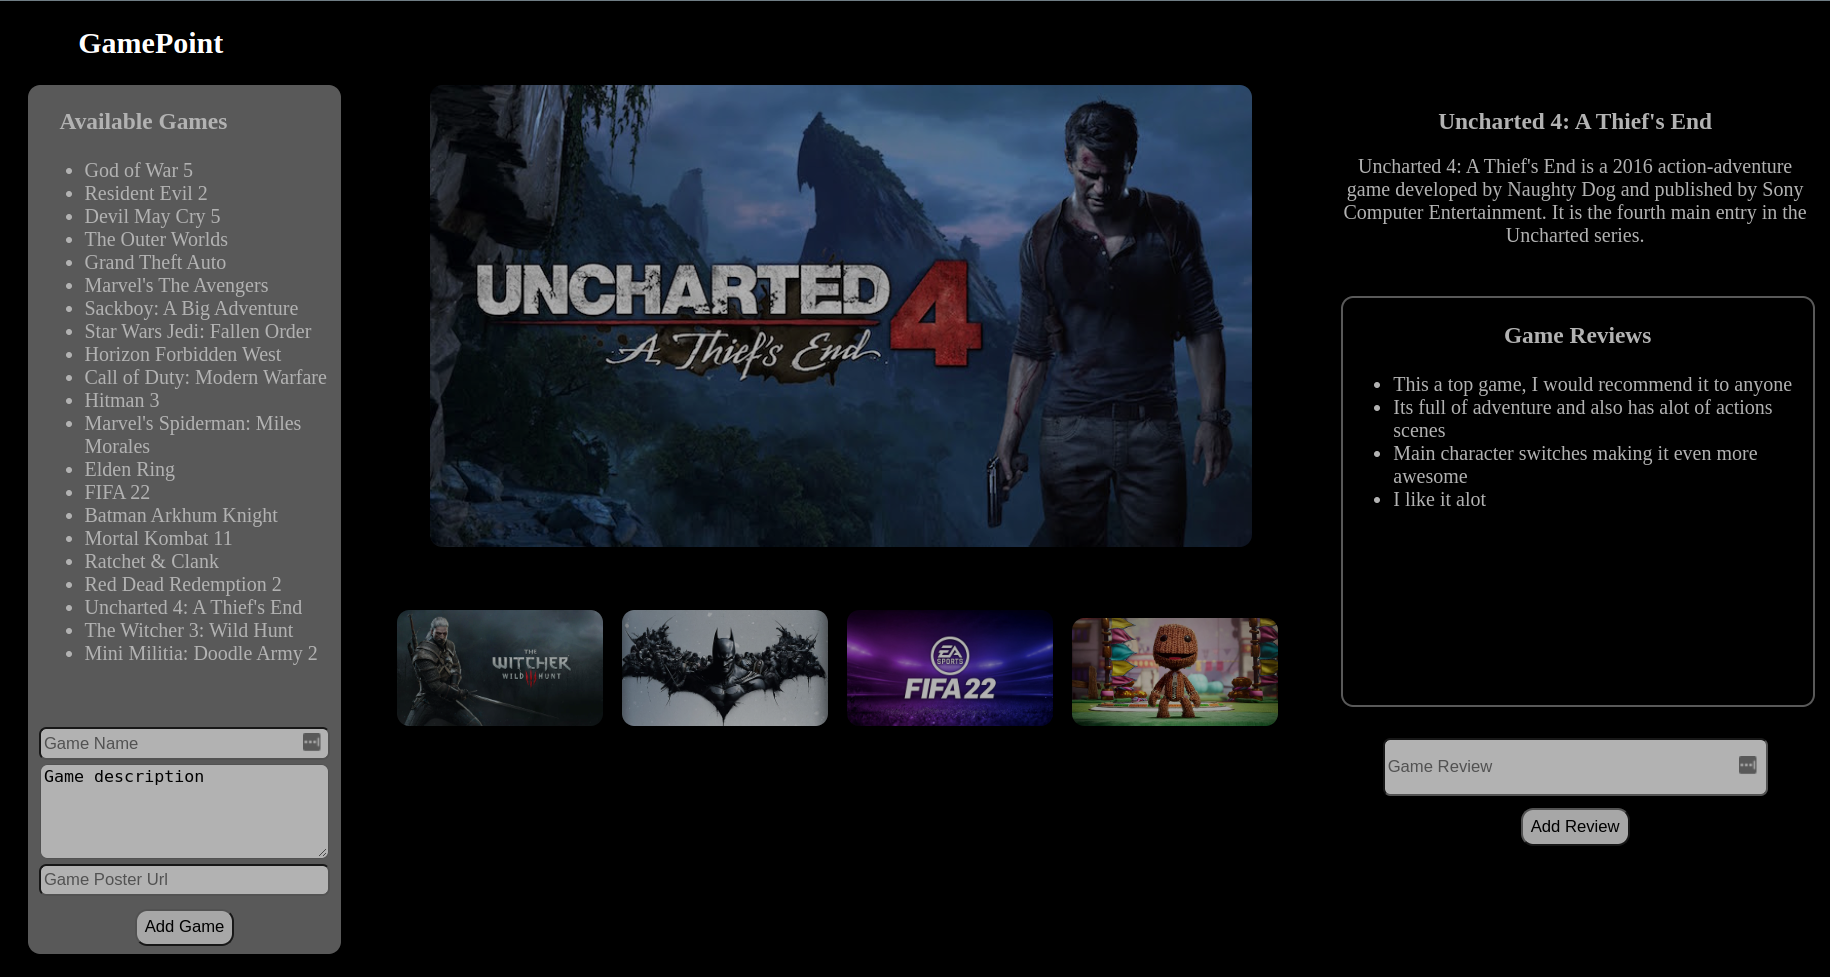 GamePoint
Available Games
God of War 5
Resident Evil 2
Devil May Cry 5
The Outer Worlds
Grand Theft Auto
Marvel's The Avengers
Sackboy: A Big Adventure
Star Wars Jedi: Fallen Order
Horizon Forbidden West
Call of Duty: Modern Warfare
Hitman 3
Marvel's Spiderman: Miles
Morales
Elden Ring
FIFA 22
Batman Arkhum Knight
Mortal Kombat 11
Ratchet & Clank
Red Dead Redemption 2
Uncharted 4: A Thief's End
The Witcher 3: Wild Hunt
Mini Militia: Doodle Army 2
Game Name
Game description
Game Poster Url
Add Game
UNCHARTED 4
A Thief's End
THE
WITCHER
WILD HUNT
EA
SPORTS
FIFA 22
Uncharted 4: A Thief's End
Uncharted 4: A Thief's End is a 2016 action-adventure
game developed by Naughty Dog and published by Sony
Computer Entertainment. It is the fourth main entry in the
Uncharted series.
Game Reviews
This a top game, I would recommend it to anyone
Its full of adventure and also has alot of actions
scenes
Main character switches making it even more
awesome
I like it alot
Game Review
Add Review